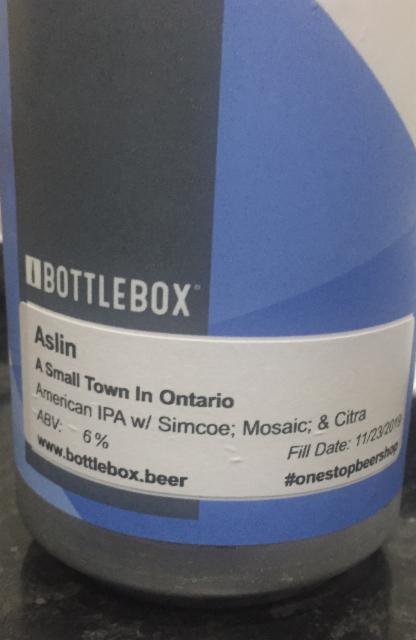 BOTTLEBOX
Aslin
A Small Town In Ontario
American IPA w/ Simcoe; Mosaic; & Citra
ABV: 6% Fill Date: 11/23/2019
www.bottlebox.beer #onestopbeershop